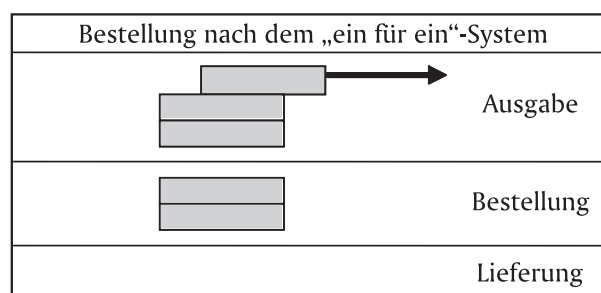 Bestellung nach dem „ein für ein“-System
Ausgabe
Bestellung
Lieferung